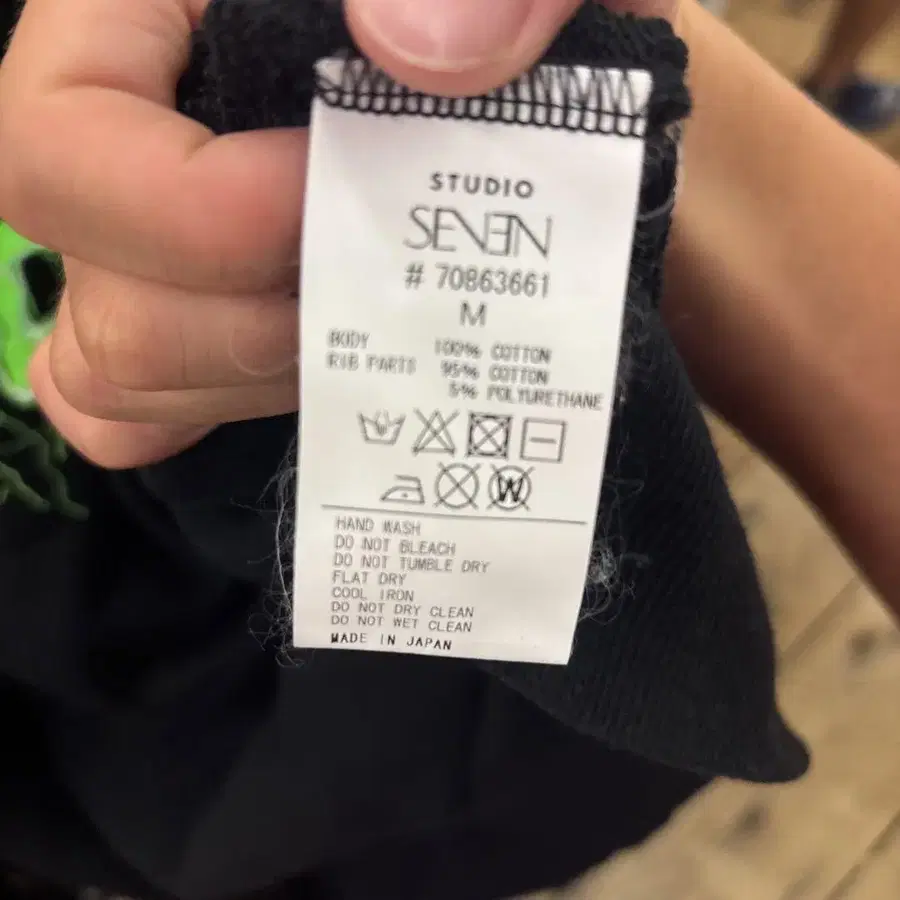 STUDIO
SEVEN
# 70863661
M
BODY 100% COTTON
RIB PARTS 95% COTTON
5% POLYURETHANE
W
HAND WASH
DO NOT BLEACH
DO NOT TUMBLE DRY
FLAT DRY
COOL IRON
DO NOT DRY CLEAN
DO NOT WET CLEAN
MADE IN JAPAN